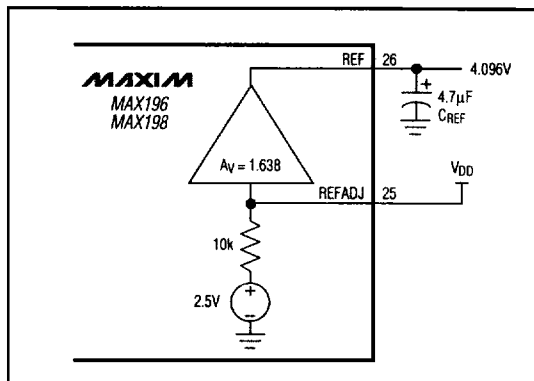 REF 26 4.096V
MAXIM
MAX196
MAX198
+
4.7µF
CREF
AV = 1.638
VDD
REFADJ 25
10k
2.5V
+
−